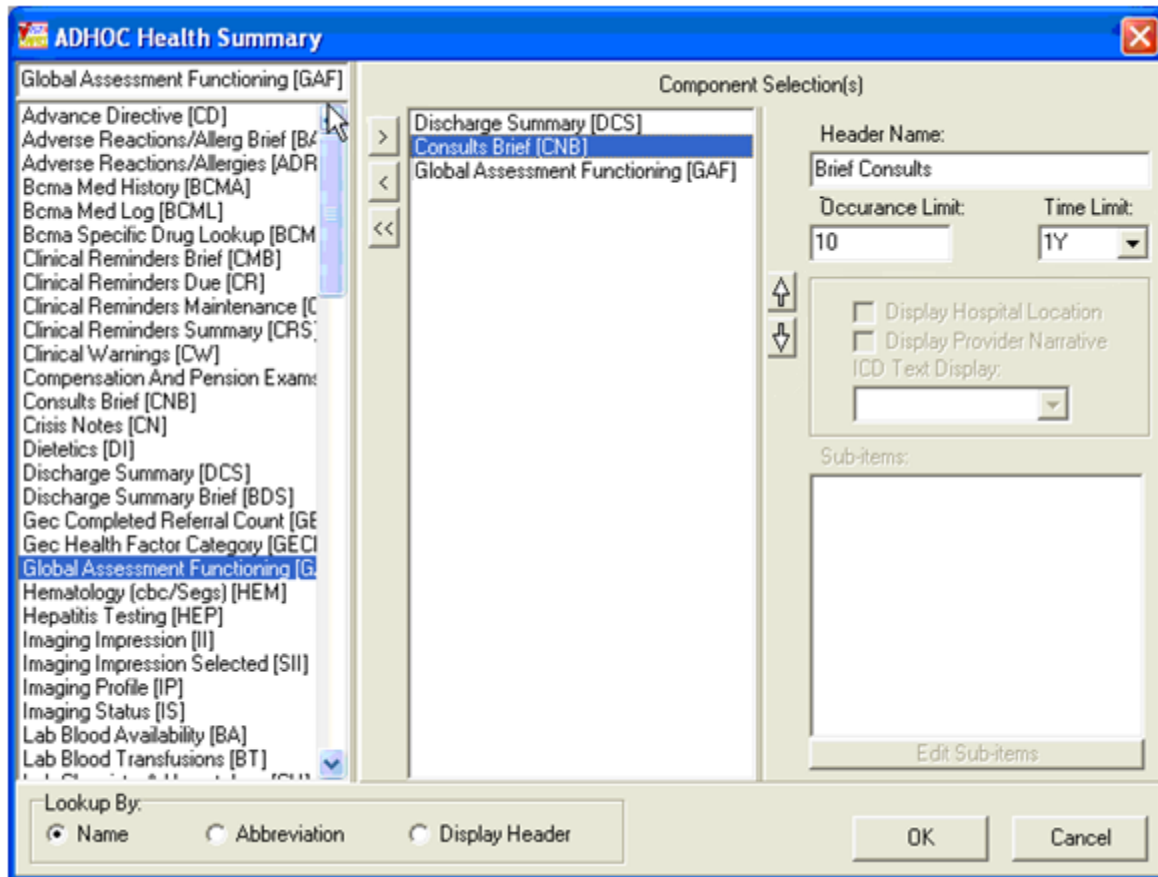 ADHOC Health Summary
Global Assessment Functioning [GAF]
Advance Directive [CD]
Adverse Reactions/Allerg Brief [BA
Adverse Reactions/Allergies [ADR
Bcma Med History [BCMA]
Bcma Med Log [BCML]
Bcma Specific Drug Lookup [BCM
Clinical Reminders Brief [CMB]
Clinical Reminders Due [CR]
Clinical Reminders Maintenance [C
Clinical Reminders Summary [CRS]
Clinical Warnings [CW]
Compensation And Pension Exams
Consults Brief [CNB]
Crisis Notes [CN]
Dietetics [DI]
Discharge Summary [DCS]
Discharge Summary Brief [BDS]
Gec Completed Referral Count [GE
Gec Health Factor Category [GECI
Global Assessment Functioning [G
Hematology (cbc/Segs) [HEM]
Hepatitis Testing [HEP]
Imaging Impression [II]
Imaging Impression Selected [SII]
Imaging Profile [IP]
Imaging Status [IS]
Lab Blood Availability [BA]
Lab Blood Transfusions [BT]
Component Selection(s)
>
<
<<
Discharge Summary [DCS]
Consults Brief [CNB]
Global Assessment Functioning [GAF]
Header Name:
Brief Consults
Occurance Limit: Time Limit:
10 1Y
Display Hospital Location
Display Provider Narrative
ICD Text Display:
Sub-items:
Edit Sub-items
Lookup By:
Name Abbreviation Display Header
OK Cancel